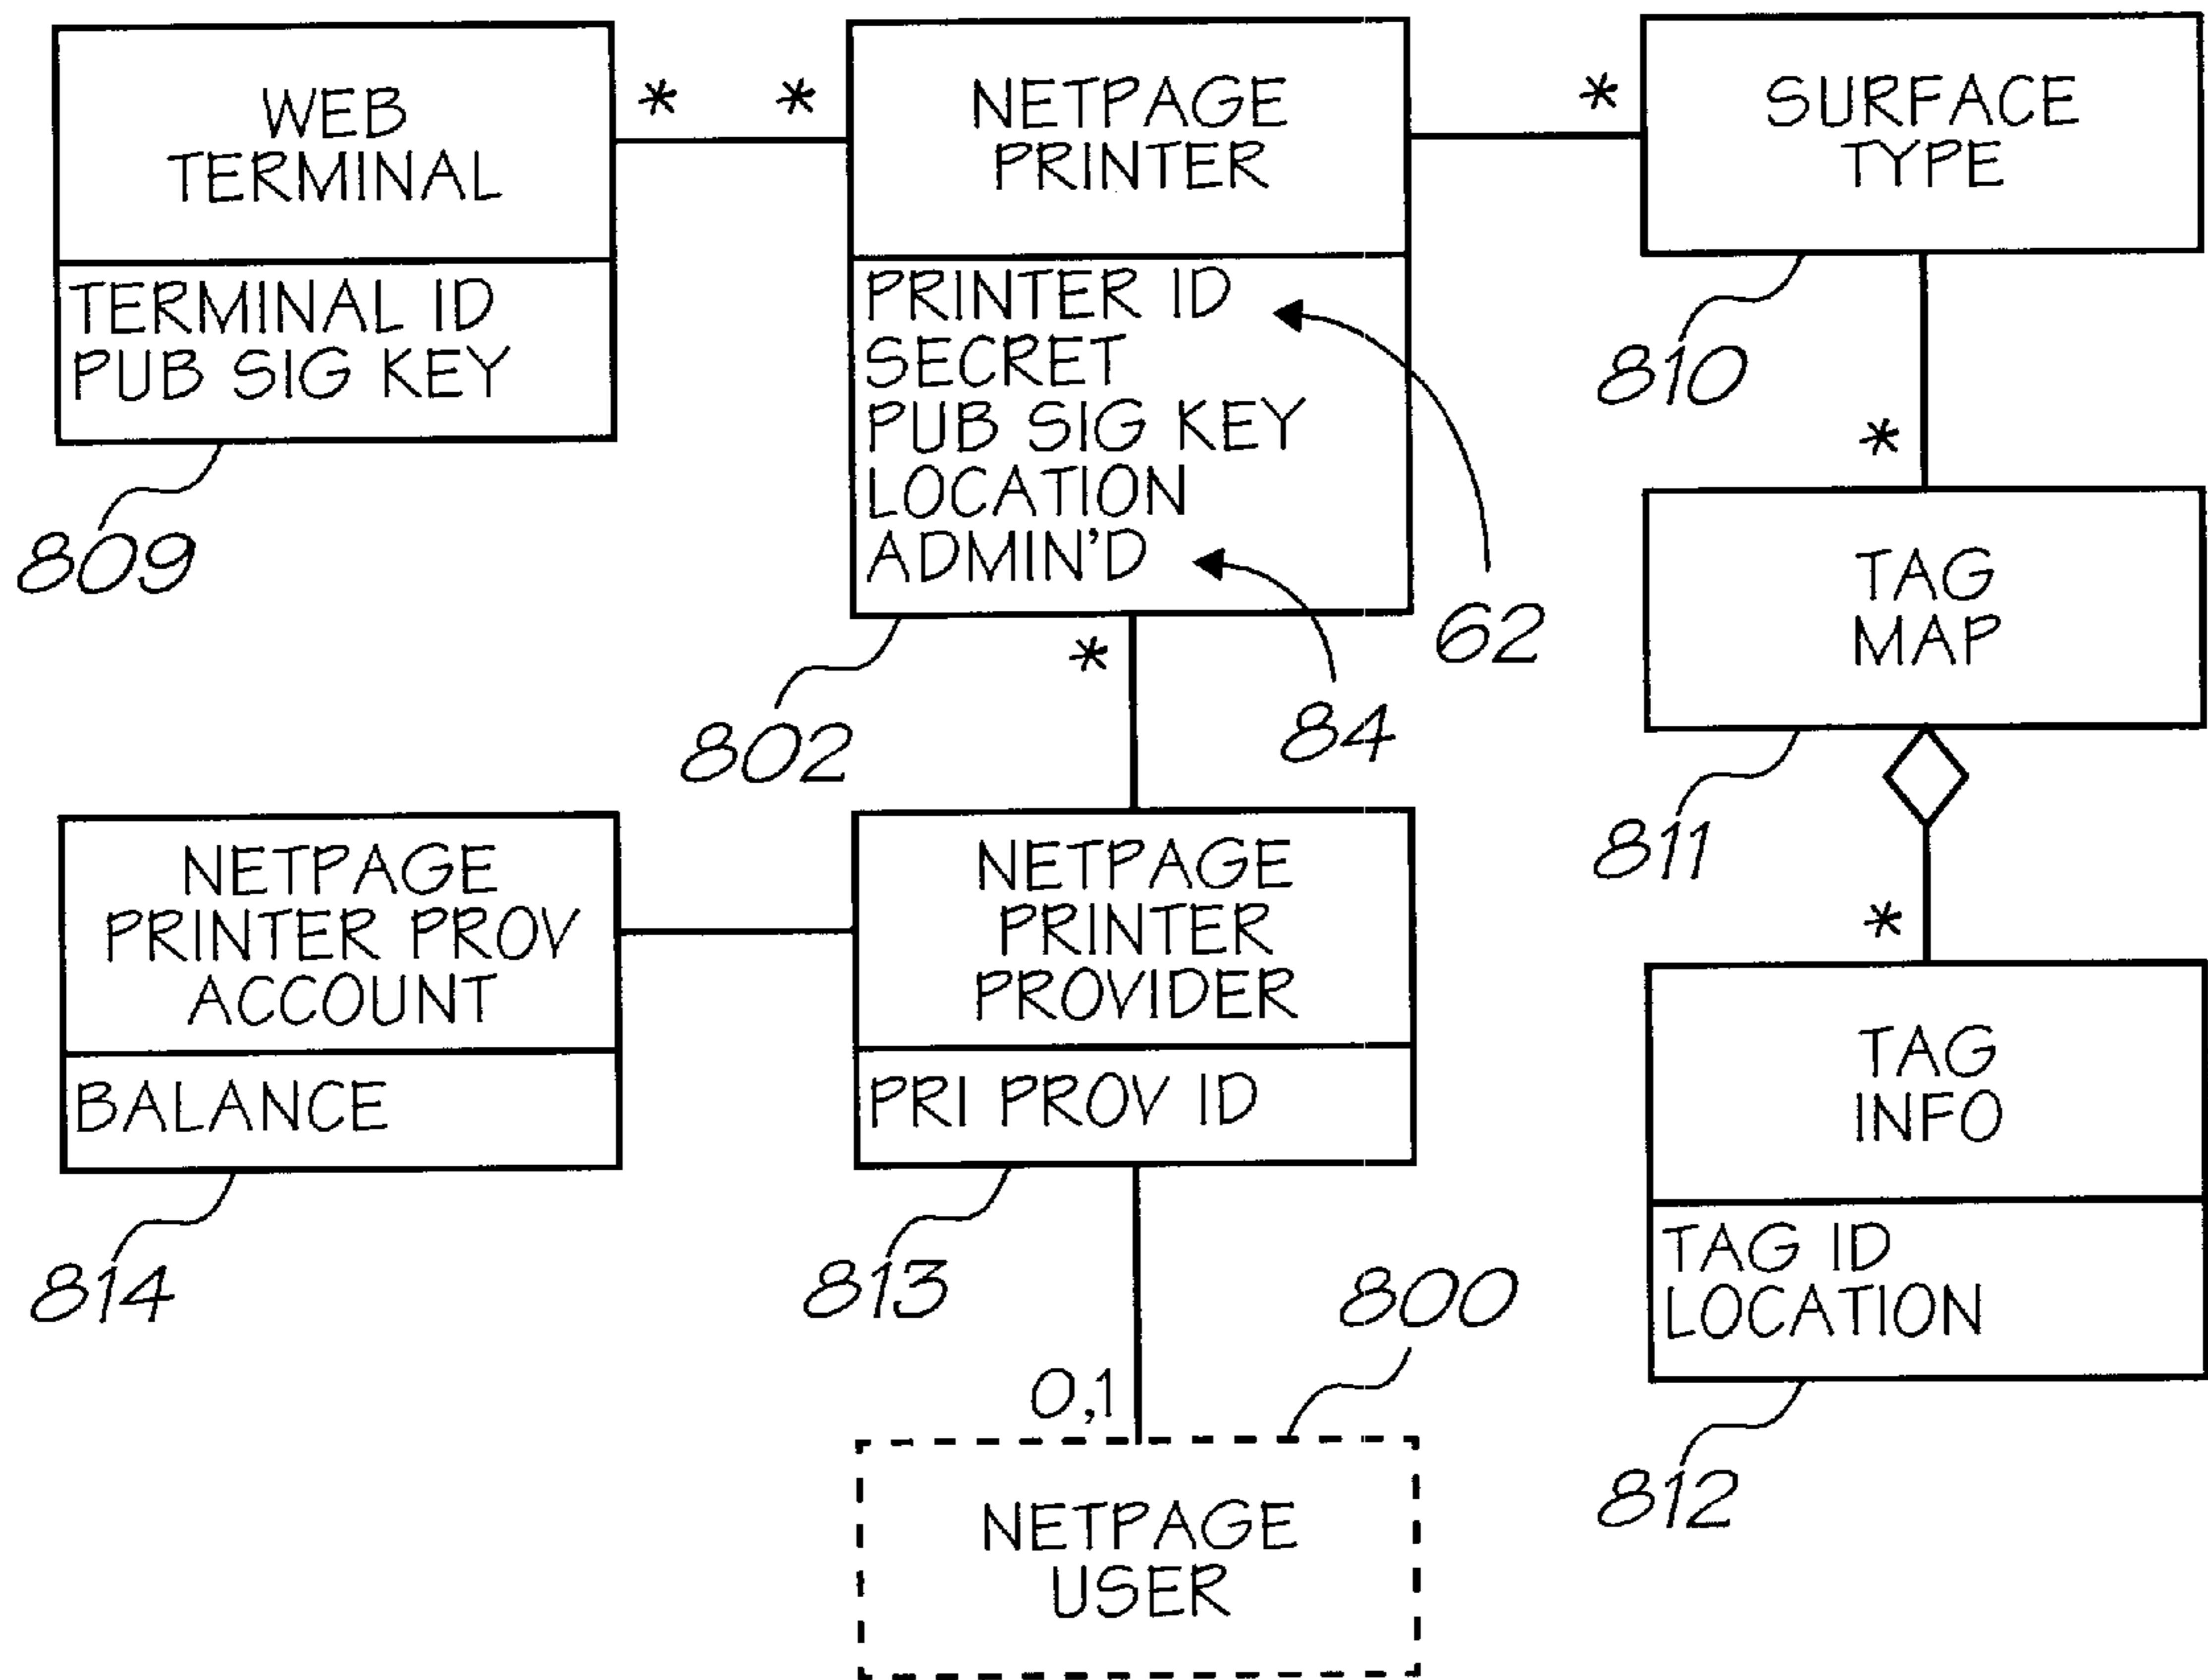 WEB
TERMINAL
TERMINAL ID
PUB SIG KEY
809
*
*
NETPAGE
PRINTER
PRINTER ID
SECRET
PUB SIG KEY
LOCATION
ADMIN'D
62
84
802
*
*
SURFACE
TYPE
810
*
TAG
MAP
811
*
TAG
INFO
TAG ID
LOCATION
812
NETPAGE
PRINTER PROV
ACCOUNT
BALANCE
814
NETPAGE
PRINTER
PROVIDER
PRI PROV ID
813
800
0,1
NETPAGE
USER